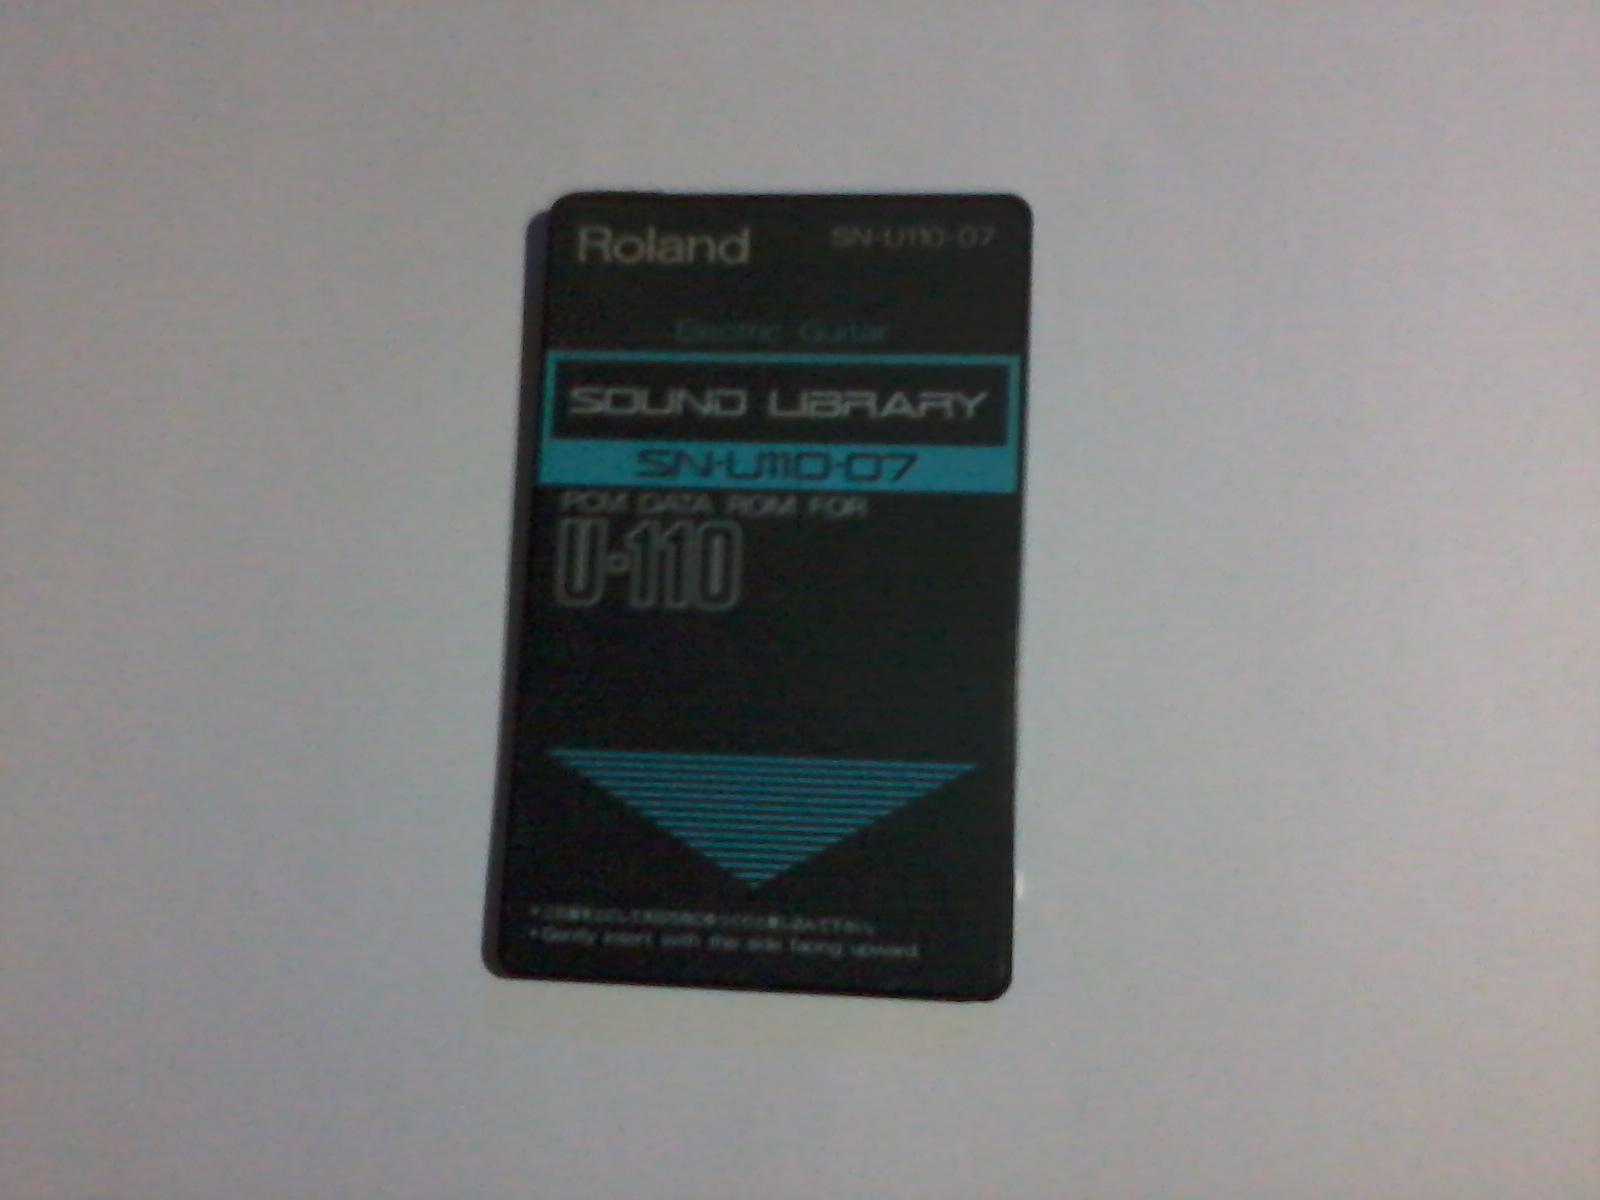 Roland
SN-U110-07
Electric Guitar
SOUND LIBRARY
SN-U110-07
PCM DATA ROM FOR
U-110
• Gently insert with this side facing upward.